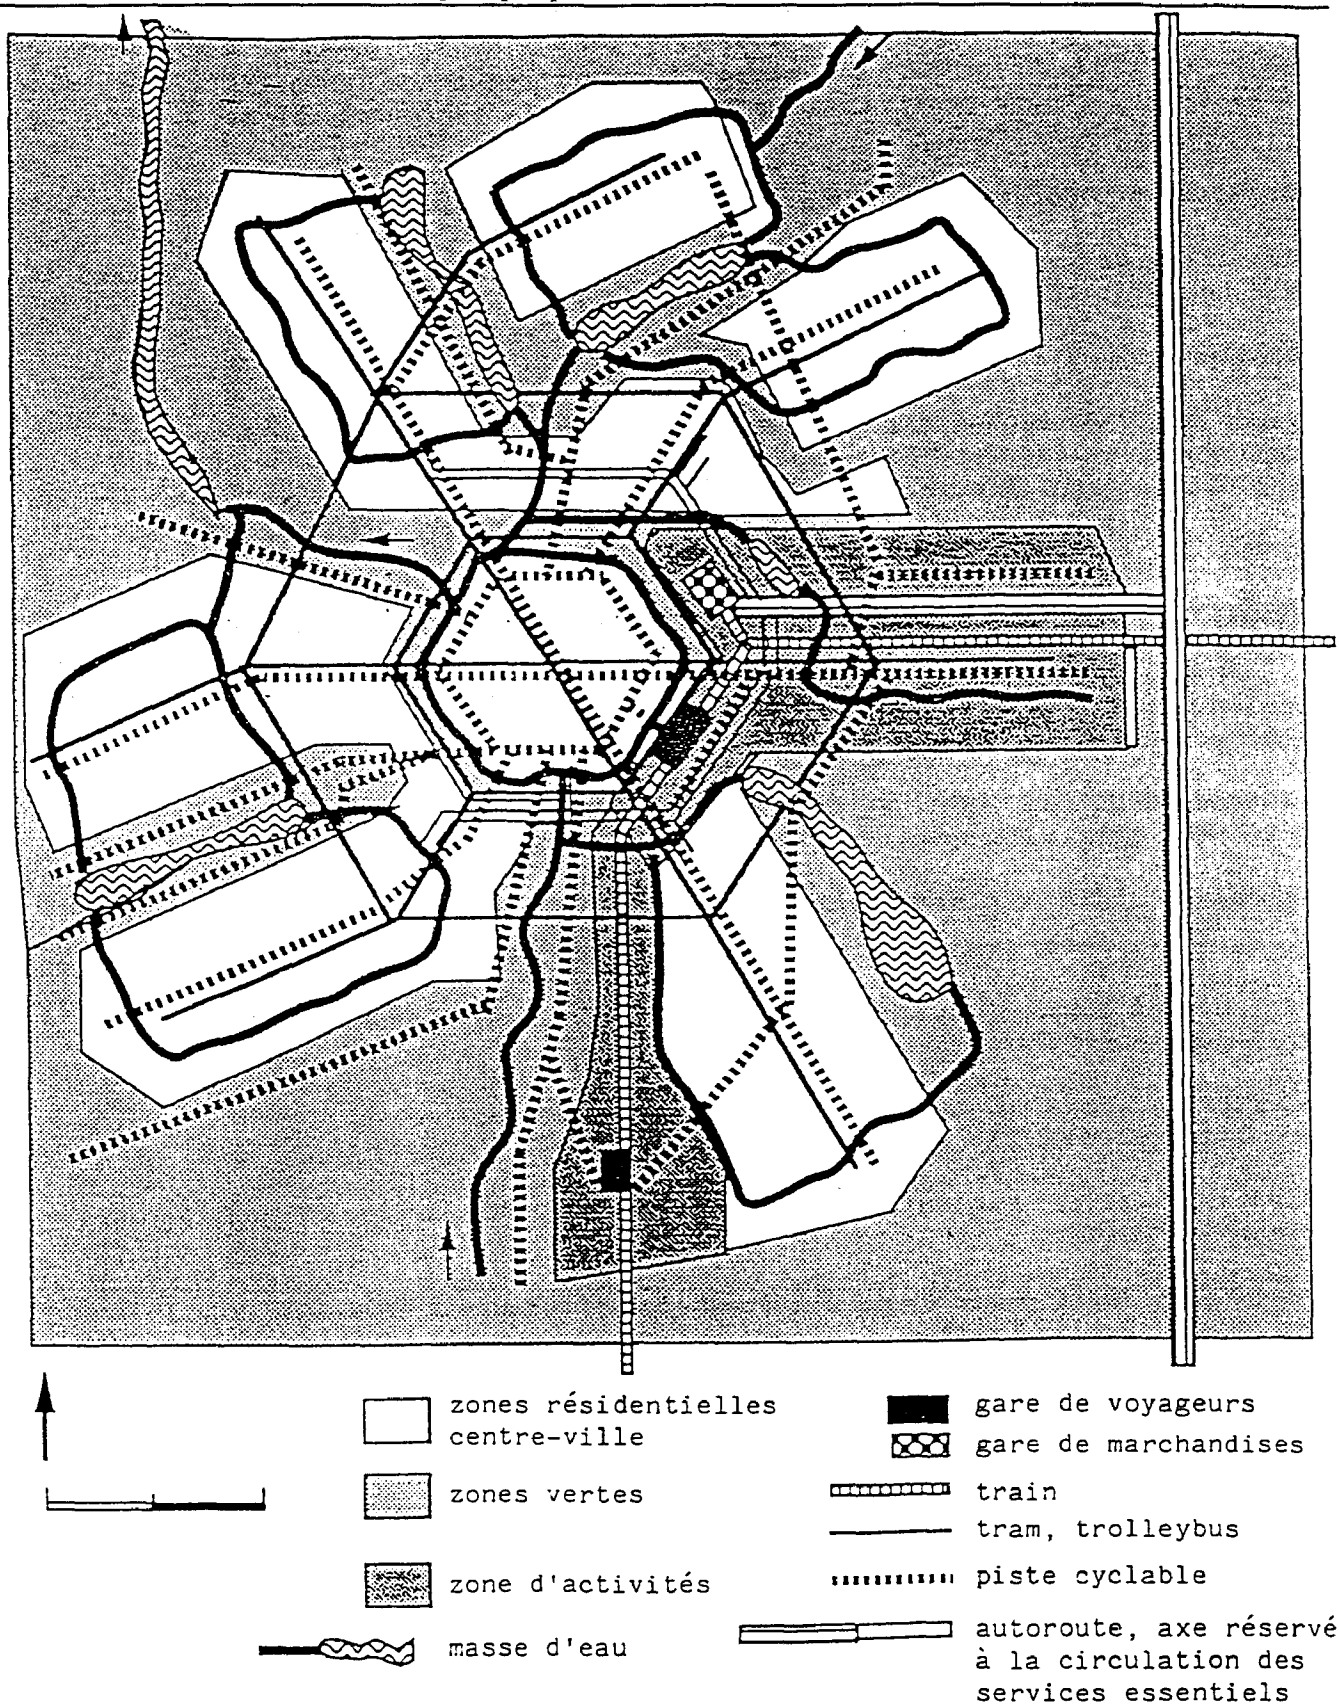 zones résidentielles
centre-ville
zones vertes
zone d'activités
masse d'eau
gare de voyageurs
gare de marchandises
train
tram, trolleybus
piste cyclable
autoroute, axe réservé
à la circulation des
services essentiels